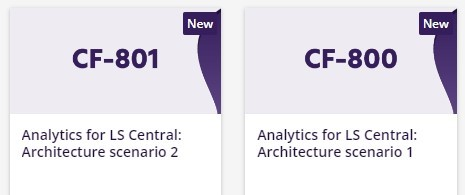 New
CF-801
Analytics for LS Central:
Architecture scenario 2
New
CF-800
Analytics for LS Central:
Architecture scenario 1